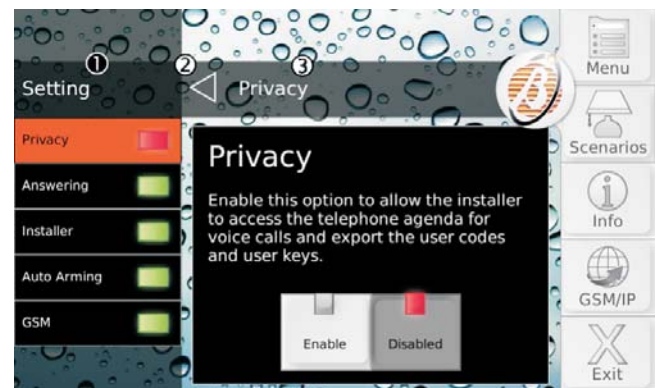 1
2
3
Setting
Privacy
Privacy
Answering
Installer
Auto Arming
GSM
Privacy
Enable this option to allow the installer
to access the telephone agenda for
voice calls and export the user codes
and user keys.
Enable
Disabled
B
Menu
Scenarios
Info
GSM/IP
Exit